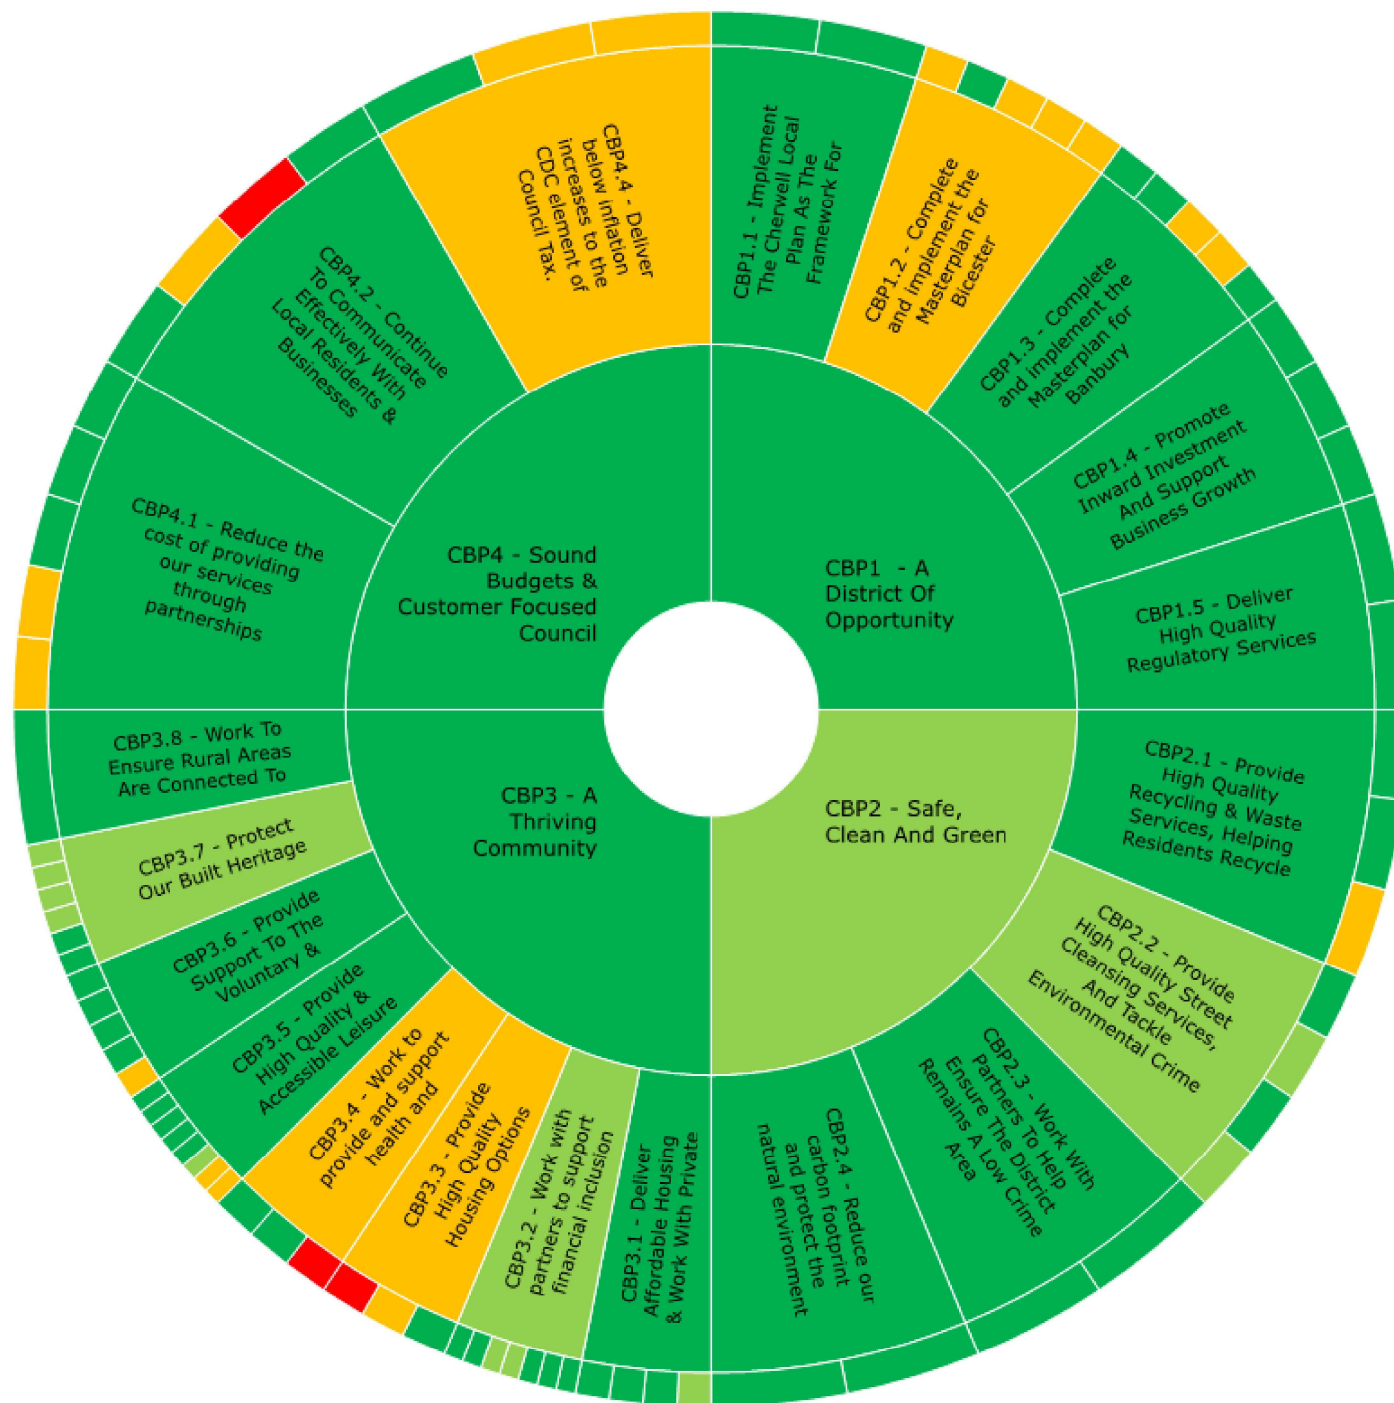 CBP4.4 - Deliver
below inflation
increases to the
CDC element of
Council Tax.
CBP1.1 - Implement
The Cherwell Local
Plan As The
Framework For
CBP1.2 - Complete
and implement the
Masterplan for
Bicester
CBP1.3 - Complete
and implement the
Masterplan for
Banbury
CBP1.4 - Promote
Inward Investment
And Support
Business Growth
CBP1.5 - Deliver
High Quality
Regulatory Services
CBP2.1 - Provide
High Quality
Recycling & Waste
Services, Helping
Residents Recycle
CBP2.2 - Provide
High Quality Street
Cleansing Services,
And Tackle
Environmental Crime
CBP2.3 - Work With
Partners To Help
Ensure The District
Remains A Low Crime
Area
CBP2.4 - Reduce our
carbon footprint
and protect the
natural environment
CBP3.1 - Deliver
Affordable Housing
& Work With Private
CBP3.2 - Work with
partners to support
financial inclusion
CBP3.3 - Provide
High Quality
Housing Options
CBP3.4 - Work to
provide and support
health and
CBP3.5 - Provide
High Quality &
Accessible Leisure
CBP3.6 - Provide
Support To The
Voluntary &
CBP3.7 - Protect
Our Built Heritage
CBP3.8 - Work To
Ensure Rural Areas
Are Connected To
CBP4.1 - Reduce the
cost of providing
our services
through
partnerships
CBP4.2 - Continue
To Communicate
Effectively With
Local Residents &
Businesses
CBP4 - Sound
Budgets &
Customer Focused
Council
CBP1 - A
District Of
Opportunity
CBP3 - A
Thriving
Community
CBP2 - Safe,
Clean And Green